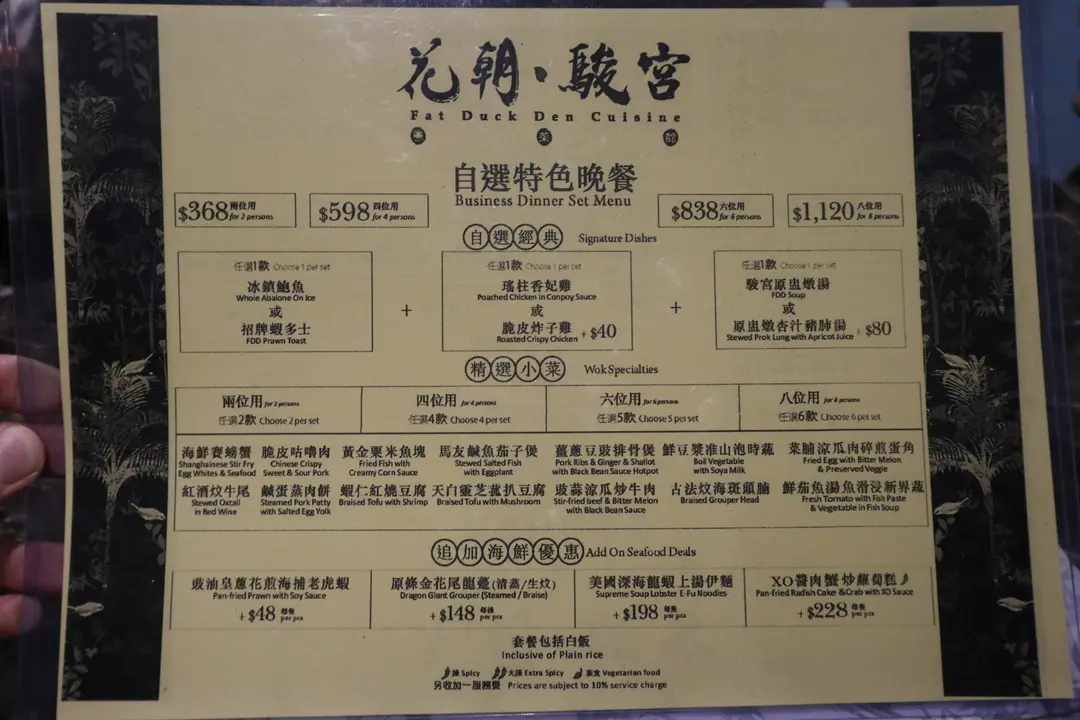 花朝·駿宮
Fat Duck Den Cuisine
粵 菜 館
自選特色晚餐
Business Dinner Set Menu
$368 兩位用 for 2 persons
$598 四位用 for 4 persons
$838 六位用 for 6 persons
$1,120 八位用 for 8 persons
自選經典 Signature Dishes
任選1款 Choose 1 per set
冰鎮鮑魚
Whole Abalone On Ice
或
招牌蝦多士
FDD Prawn Toast
+
任選1款 Choose 1 per set
瑤柱香妃雞
Poached Chicken in Conpoy Sauce
或
脆皮炸子雞 + $40
Roasted Crispy Chicken
+
任選1款 Choose 1 per set
駿宮原盅燉湯
FDD Soup
或
原盅燉杏汁豬肺湯 + $80
Stewed Prok Lung with Apricot Juice
精選小菜 Wok Specialties
兩位用 for 2 persons
任選2款 Choose 2 per set
四位用 for 4 persons
任選4款 Choose 4 per set
六位用 for 6 persons
任選5款 Choose 5 per set
八位用 for 8 persons
任選6款 Choose 6 per set
海鮮賽螃蟹
Shanghainese Stir Fry
Egg Whites & Seafood
脆皮咕嚕肉
Chinese Crispy
Sweet & Sour Pork
黃金粟米魚塊
Fried Fish with
Creamy Corn Sauce
馬友鹹魚茄子煲
Stewed Salted Fish
with Eggplant
薑蔥豆豉排骨煲
Pork Ribs & Ginger & Shallot
with Black Bean Sauce Hotpot
鮮豆漿淮山泡時蔬
Boil Vegetable
with Soya Milk
菜脯涼瓜肉碎煎蛋角
Fried Egg with Bitter Melon
& Preserved Veggie
紅酒炆牛尾
Stewed Oxtail
in Red Wine
鹹蛋蒸肉餅
Steamed Pork Patty
with Salted Egg Yolk
蝦仁紅燒豆腐
Braised Tofu with Shrimp
天白靈芝菰扒豆腐
Braised Tofu with Mushroom
豉蒜涼瓜炒牛肉
Stir-fried beef & Bitter Melon
with Black Bean Sauce
古法炆海斑頭腩
Braised Grouper Head
鮮茄魚湯魚滑浸新界蔬
Fresh Tomato with Fish Paste
& Vegetable in Fish Soup
追加海鮮優惠 Add On Seafood Deals
豉油皇蔥花煎海捕老虎蝦
Pan-fried Prawn with Soy Sauce
+ $48 每隻 per pcs
原條金花尾龍躉(清蒸/生炆)
Dragon Giant Grouper (Steamed / Braise)
+ $148 per pcs
美國深海龍蝦上湯伊麵
Supreme Soup Lobster E-Fu Noodles
+ $198 每隻 per pcs
XO醬肉蟹炒蘿蔔糕
Pan-fried Radish Cake & Crab with XO Sauce
+ $228 每隻 per pcs
套餐包括白飯
Inclusive of Plain rice
辣 Spicy 大辣 Extra Spicy 素食 Vegetarian food
另收加一服務費 Prices are subject to 10% service charge